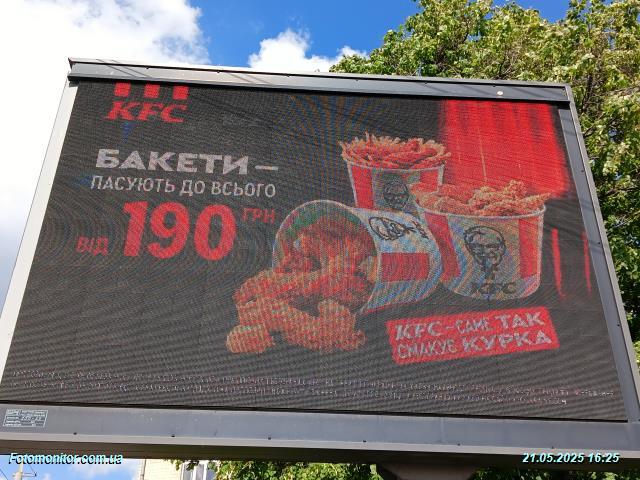 KFC
БАКЕТИ –
ПАСУЮТЬ ДО ВСЬОГО
ВІД 190 ГРН
KFC
KFC – САМЕ ТАК
СМАКУЄ КУРКА
Fotomonitor.com.ua
21.05.2025 16:25